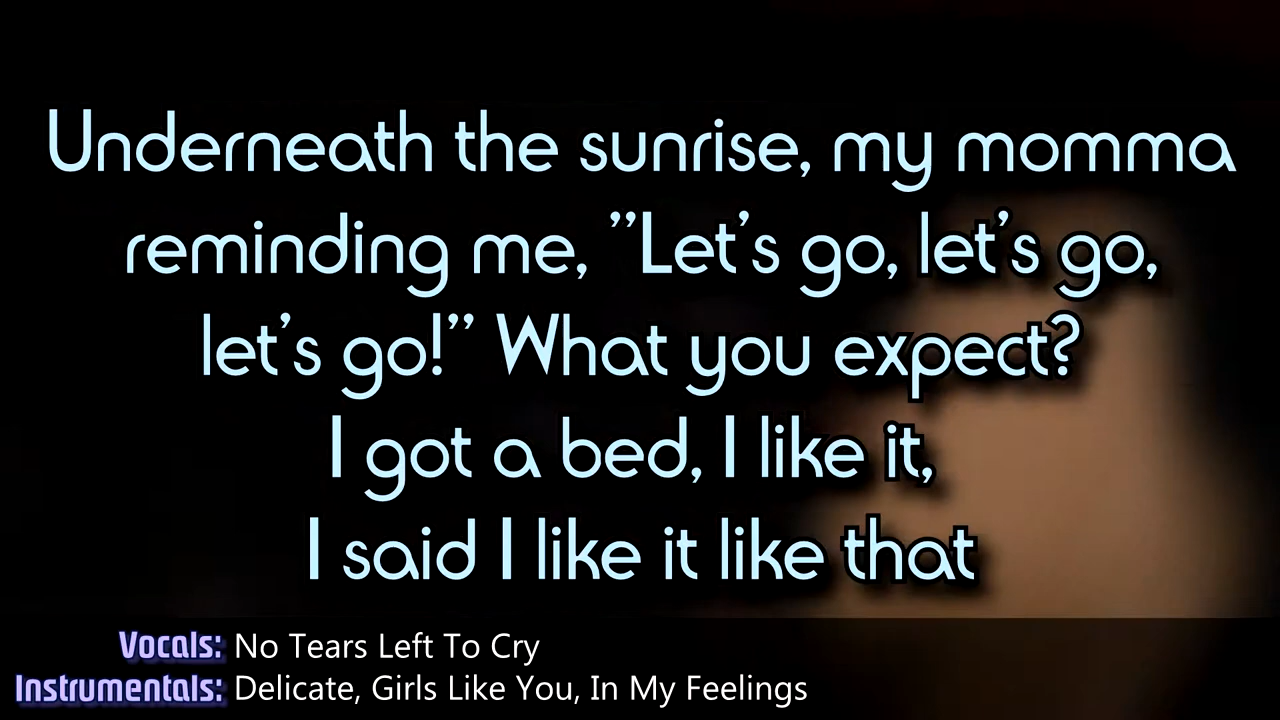 Underneath the sunrise, my momma
reminding me, ”Let’s go, let’s go,
let’s go!” What you expect?
I got a bed, I like it,
I said I like it like that
Vocals: No Tears Left To Cry
Instrumentals: Delicate, Girls Like You, In My Feelings